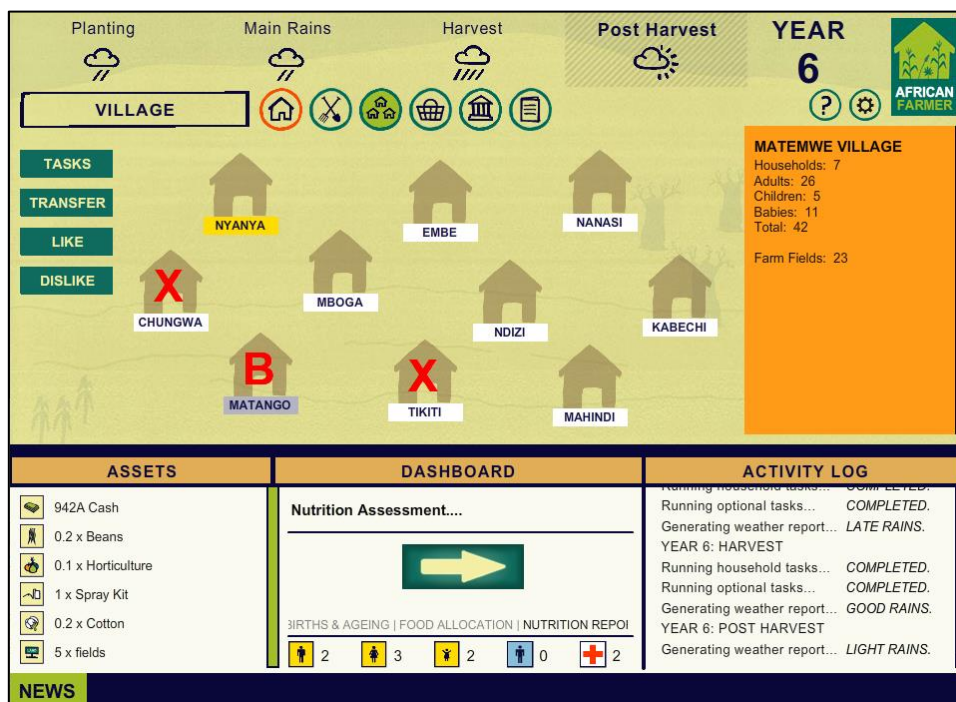 Planting
Main Rains
Harvest
Post Harvest
YEAR
6
AFRICAN
FARMER
VILLAGE
?
TASKS
TRANSFER
LIKE
DISLIKE
NYANYA
EMBE
NANASI
X
CHUNGWA
MBOGA
NDIZI
KABECHI
B
MATANGO
X
TIKITI
MAHINDI
MATEMWE VILLAGE
Households: 7
Adults: 26
Children: 5
Babies: 11
Total: 42
Farm Fields: 23
ASSETS
942A Cash
0.2 x Beans
0.1 x Horticulture
1 x Spray Kit
0.2 x Cotton
5 x fields
DASHBOARD
Nutrition Assessment....
BIRTHS & AGEING | FOOD ALLOCATION | NUTRITION REPO
2 3 2 0 2
ACTIVITY LOG
Running household tasks... COMPLETED.
Running optional tasks... COMPLETED.
Generating weather report... LATE RAINS.
YEAR 6: HARVEST
Running household tasks... COMPLETED.
Running optional tasks... COMPLETED.
Generating weather report... GOOD RAINS.
YEAR 6: POST HARVEST
Generating weather report... LIGHT RAINS.
NEWS